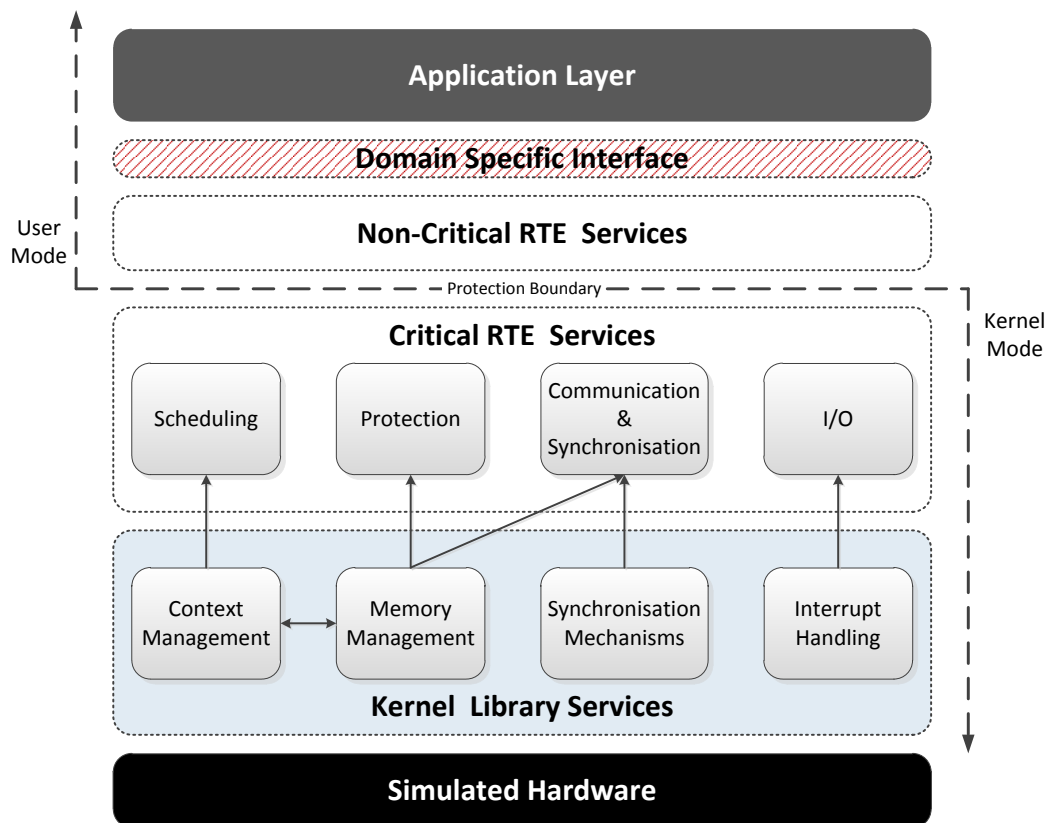 Application Layer
Domain Specific Interface
User
Mode
Non-Critical RTE Services
Protection Boundary
Kernel
Mode
Critical RTE Services
Scheduling
Protection
Communication
&
Synchronisation
I/O
Context
Management
Memory
Management
Synchronisation
Mechanisms
Interrupt
Handling
Kernel Library Services
Simulated Hardware